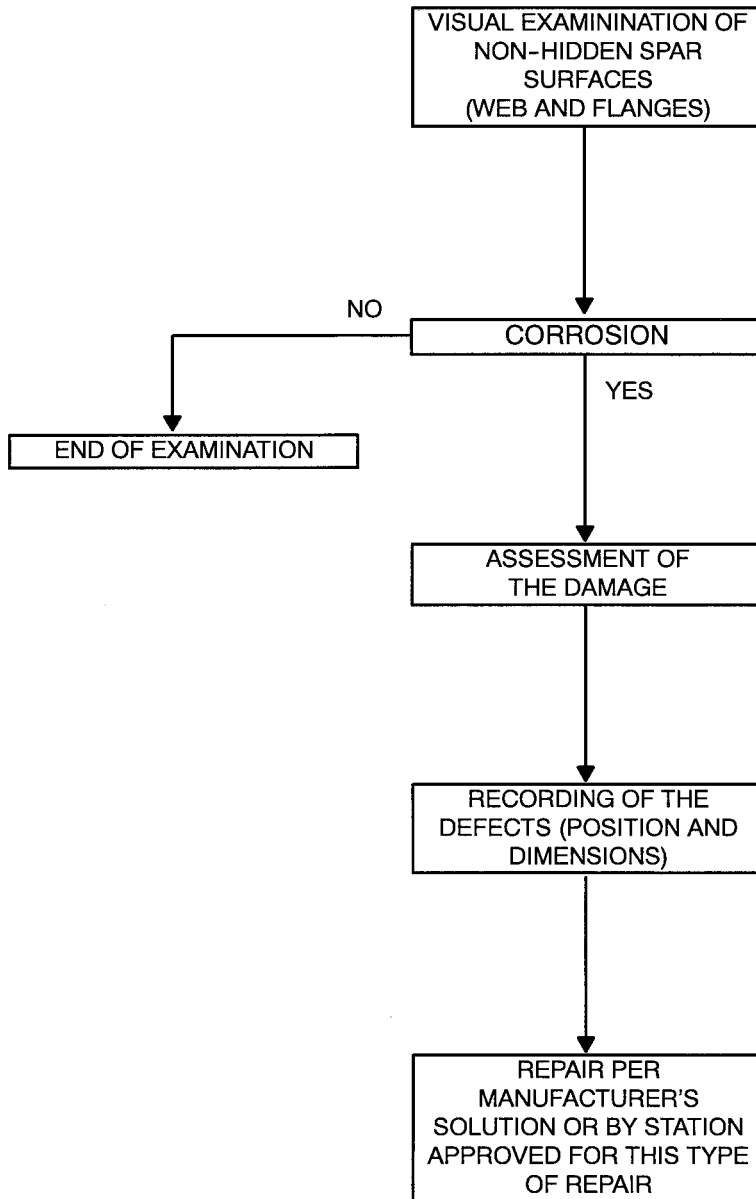 VISUAL EXAMININATION OF
NON-HIDDEN SPAR
SURFACES
(WEB AND FLANGES)
NO
CORROSION
YES
END OF EXAMINATION
ASSESSMENT OF
THE DAMAGE
RECORDING OF THE
DEFECTS (POSITION AND
DIMENSIONS)
REPAIR PER
MANUFACTURER'S
SOLUTION OR BY STATION
APPROVED FOR THIS TYPE
OF REPAIR